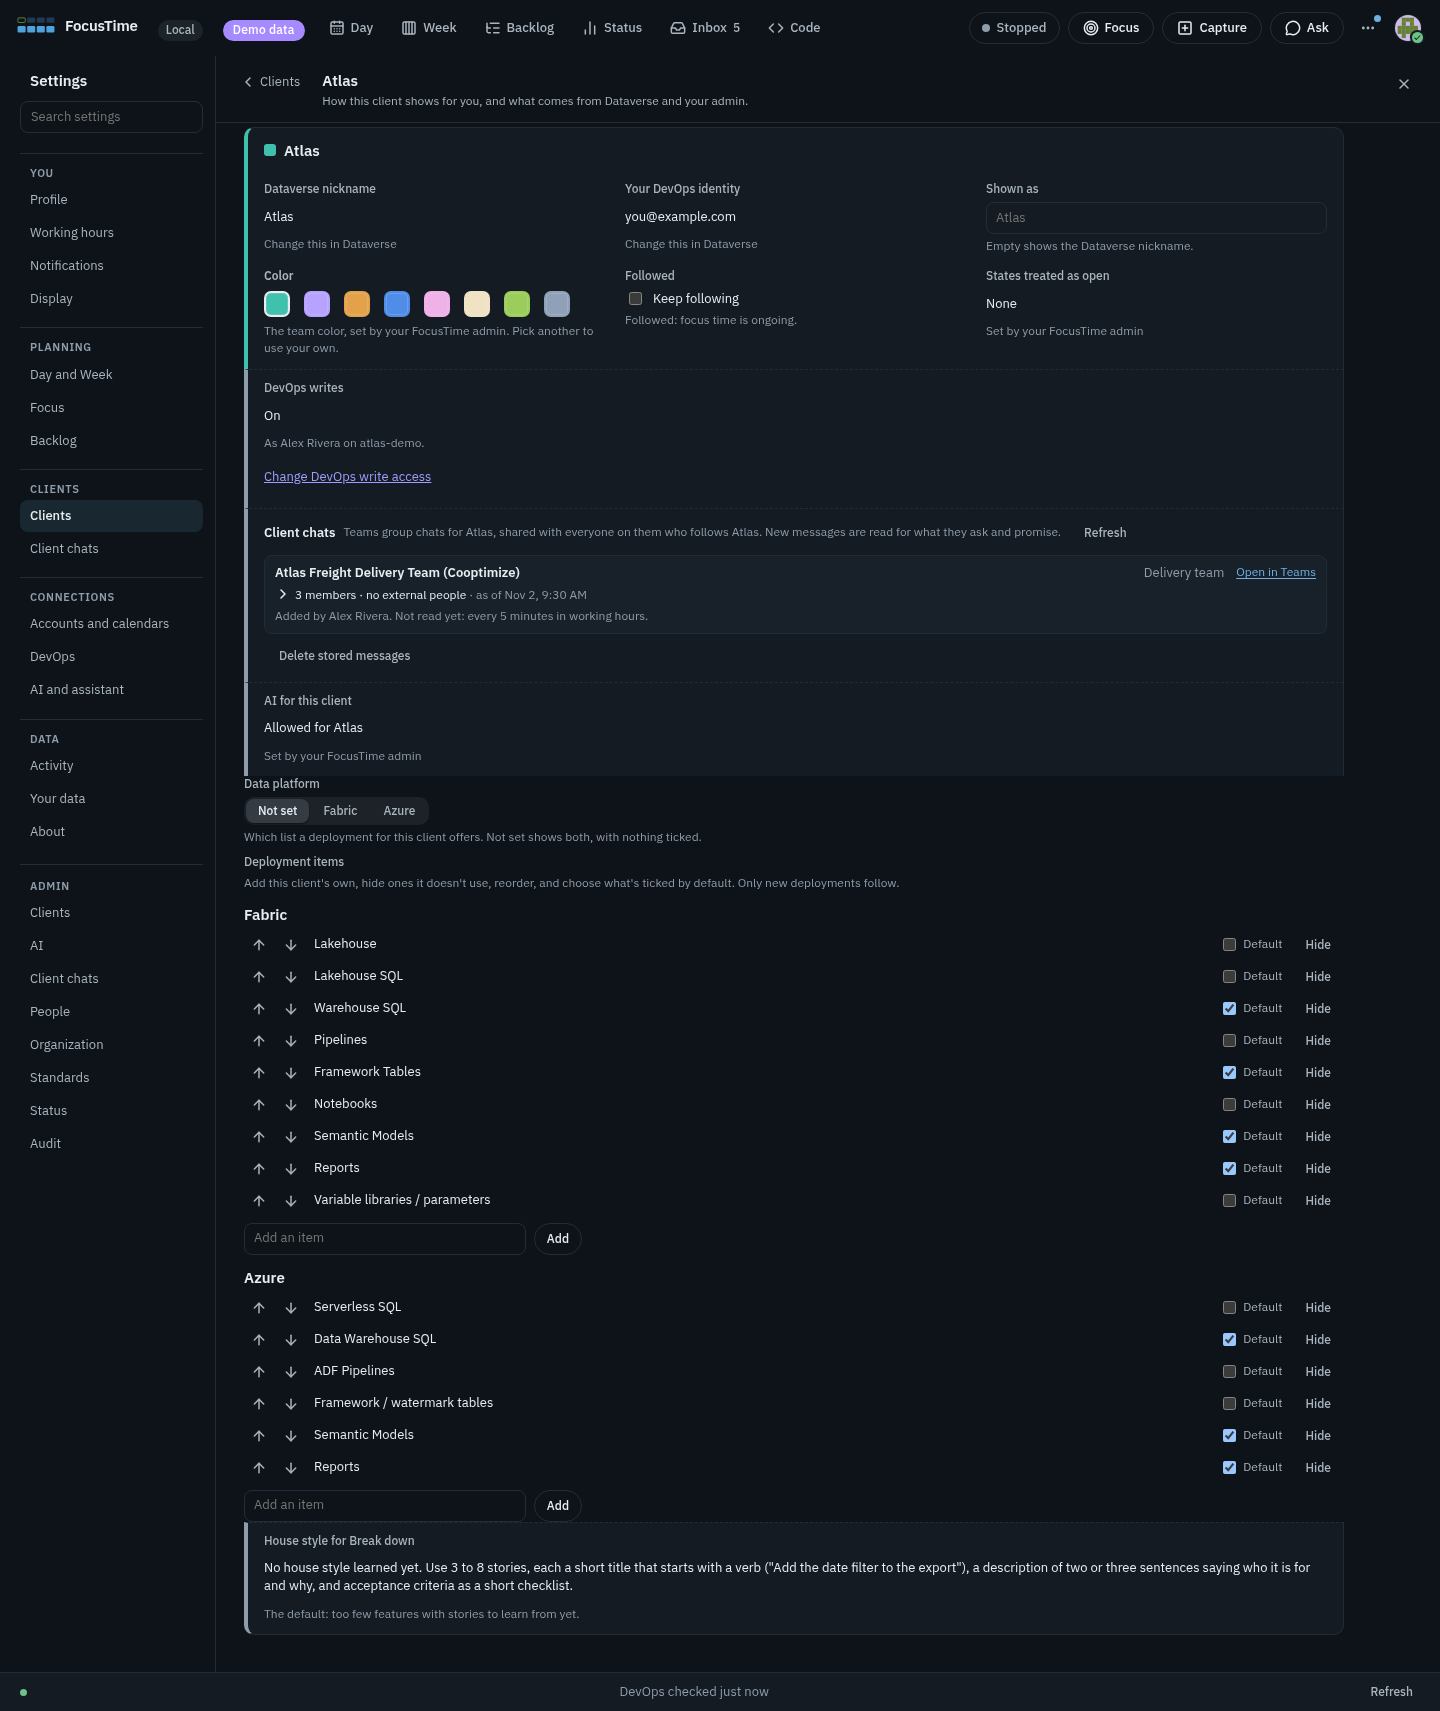 FocusTime
Local
Demo data
Day
Week
Backlog
Status
Inbox 5
Code
Stopped
Focus
Capture
Ask
Settings
Search settings
YOU
Profile
Working hours
Notifications
Display
PLANNING
Day and Week
Focus
Backlog
CLIENTS
Clients
Client chats
CONNECTIONS
Accounts and calendars
DevOps
AI and assistant
DATA
Activity
Your data
About
ADMIN
Clients
AI
Client chats
People
Organization
Standards
Status
Audit
Clients
Atlas
How this client shows for you, and what comes from Dataverse and your admin.
Atlas
Dataverse nickname
Atlas
Change this in Dataverse
Your DevOps identity
you@example.com
Change this in Dataverse
Shown as
Atlas
Empty shows the Dataverse nickname.
Color
The team color, set by your FocusTime admin. Pick another to
use your own.
Followed
Keep following
Followed: focus time is ongoing.
States treated as open
None
Set by your FocusTime admin
DevOps writes
On
As Alex Rivera on atlas-demo.
Change DevOps write access
Client chats Teams group chats for Atlas, shared with everyone on them who follows Atlas. New messages are read for what they ask and promise. Refresh
Atlas Freight Delivery Team (Cooptimize) Delivery team Open in Teams
3 members · no external people · as of Nov 2, 9:30 AM
Added by Alex Rivera. Not read yet: every 5 minutes in working hours.
Delete stored messages
AI for this client
Allowed for Atlas
Set by your FocusTime admin
Data platform
Not set Fabric Azure
Which list a deployment for this client offers. Not set shows both, with nothing ticked.
Deployment items
Add this client's own, hide ones it doesn't use, reorder, and choose what's ticked by default. Only new deployments follow.
Fabric
Lakehouse Default Hide
Lakehouse SQL Default Hide
Warehouse SQL Default Hide
Pipelines Default Hide
Framework Tables Default Hide
Notebooks Default Hide
Semantic Models Default Hide
Reports Default Hide
Variable libraries / parameters Default Hide
Add an item Add
Azure
Serverless SQL Default Hide
Data Warehouse SQL Default Hide
ADF Pipelines Default Hide
Framework / watermark tables Default Hide
Semantic Models Default Hide
Reports Default Hide
Add an item Add
House style for Break down
No house style learned yet. Use 3 to 8 stories, each a short title that starts with a verb ("Add the date filter to the export"), a description of two or three sentences saying who it is for
and why, and acceptance criteria as a short checklist.
The default: too few features with stories to learn from yet.
DevOps checked just now
Refresh